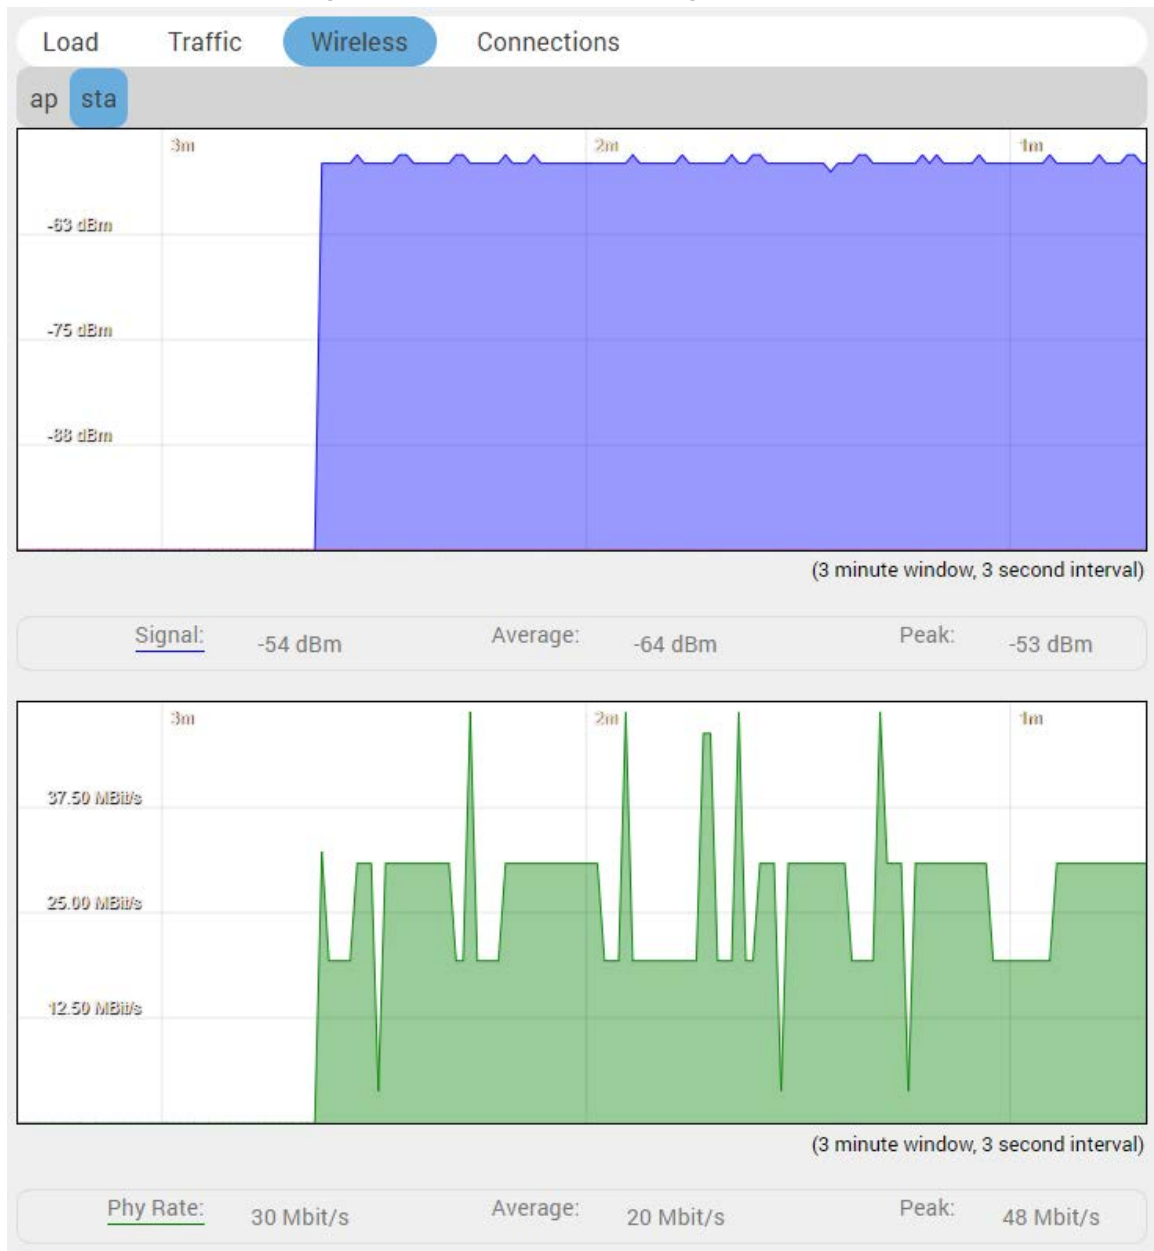 Load Traffic Wireless Connections
ap sta
3m 2m 1m
-63 dBm
-75 dBm
-88 dBm
(3 minute window, 3 second interval)
Signal: -54 dBm Average: -64 dBm Peak: -53 dBm
3m 2m 1m
37.50 MBit/s
25.00 MBit/s
12.50 MBit/s
(3 minute window, 3 second interval)
Phy Rate: 30 Mbit/s Average: 20 Mbit/s Peak: 48 Mbit/s